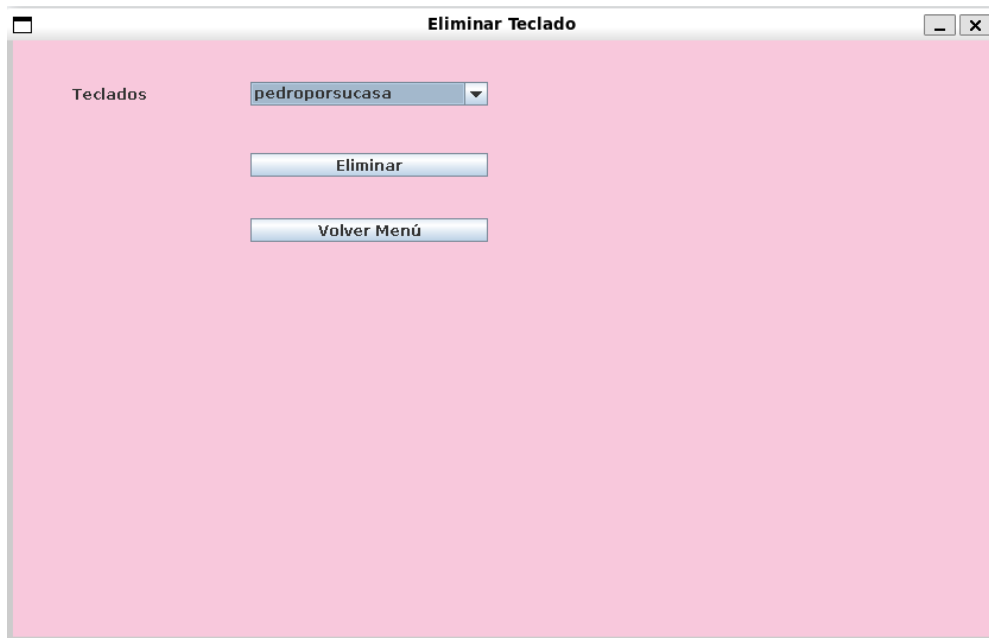 Eliminar Teclado
Teclados pedroporsucasa
Eliminar
Volver Menú